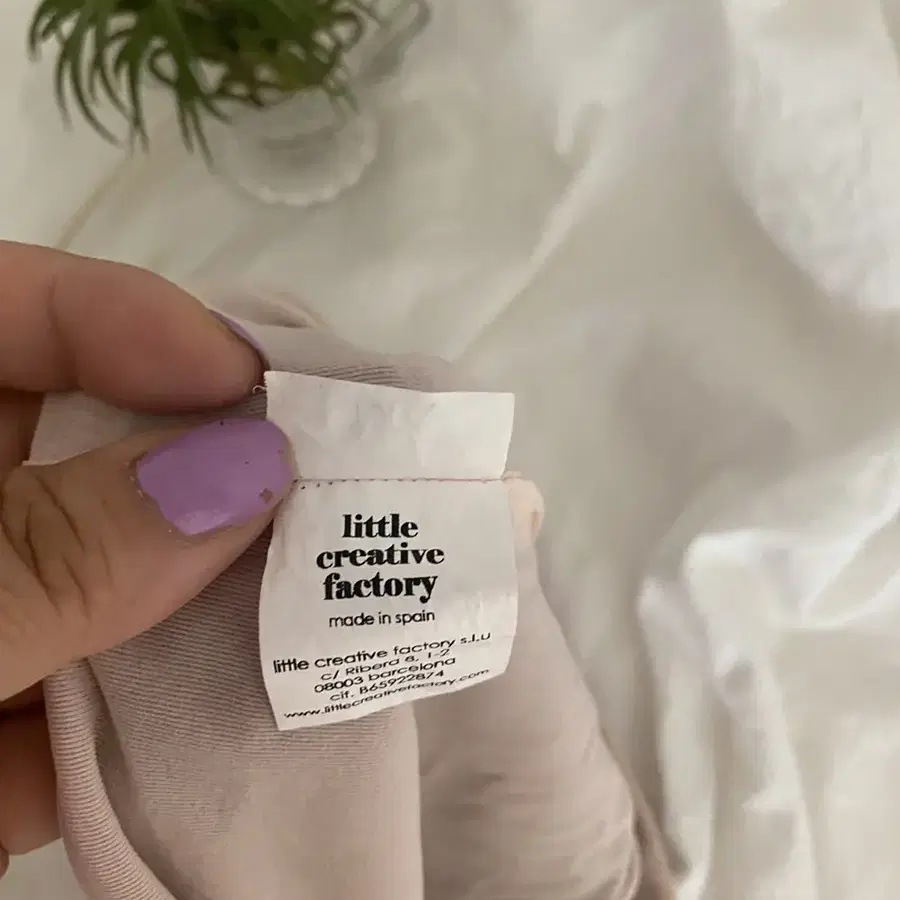 little
creative
factory
made in spain
little creative factory s.l.u
c/ Ribera 8, 1-2
08003 barcelona
cif. B65922874
www.littlecreativefactory.com